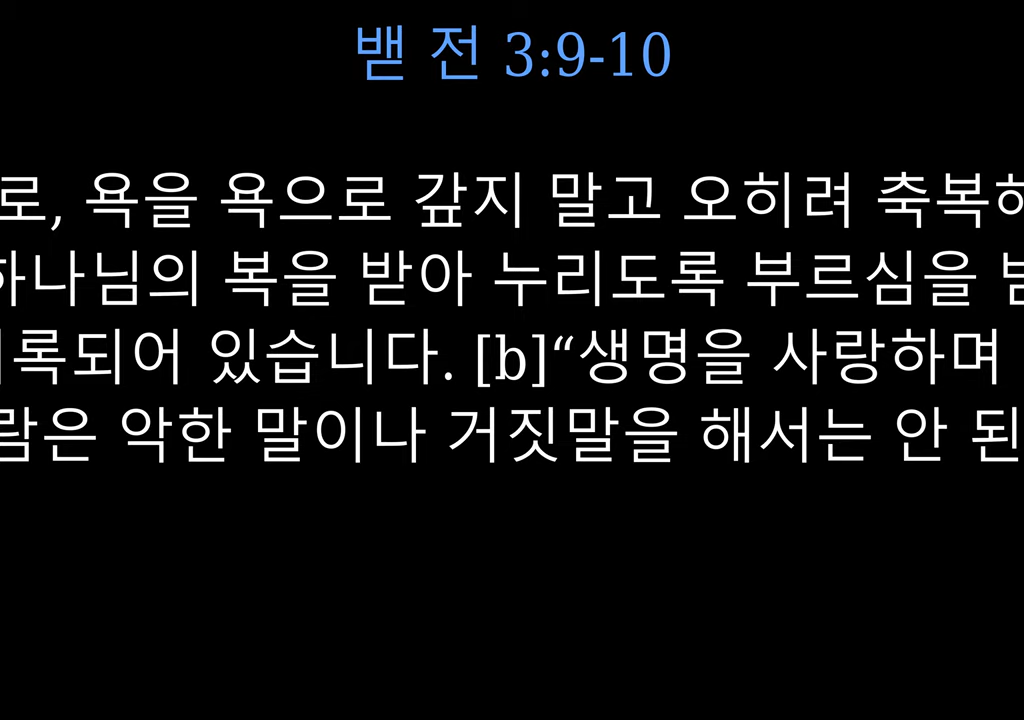 밷 전 3:9-10
로, 욕을 욕으로 갚지 말고 오히려 축복하
하나님의 복을 받아 누리도록 부르심을
록되어 있습니다. [b]“생명을 사랑하며
람은 악한 말이나 거짓말을 해서는 안 된